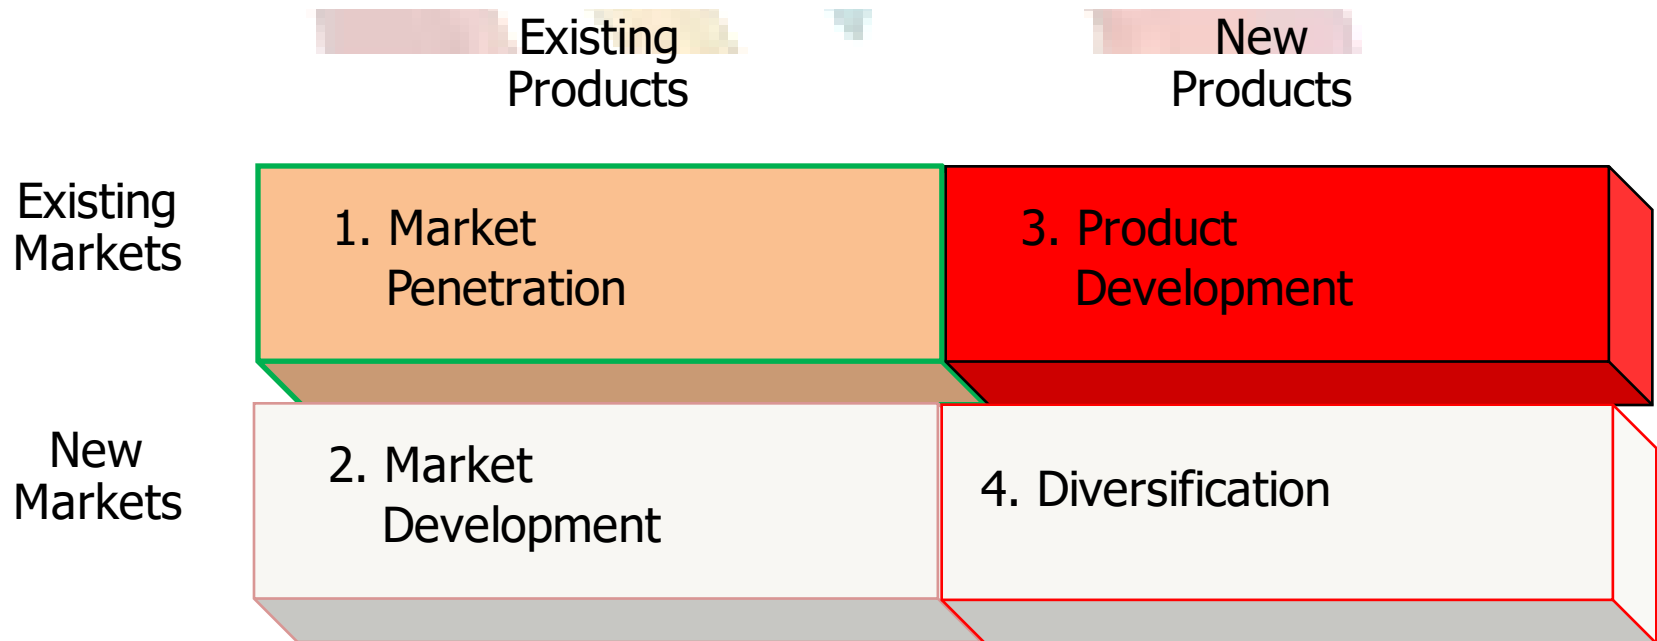 Existing
Products
New
Products
Existing
Markets
1. Market
Penetration
3. Product
Development
New
Markets
2. Market
Development
4. Diversification